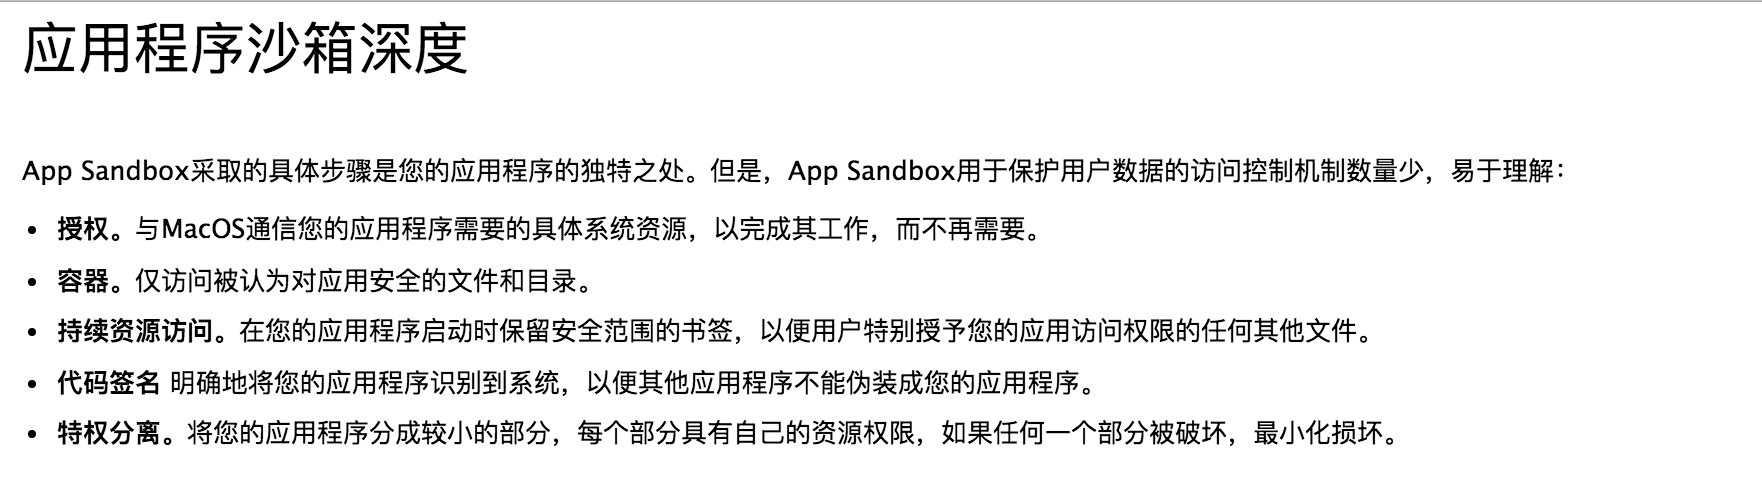 应用程序沙箱深度
App Sandbox采取的具体步骤是您的应用程序的独特之处。但是，App Sandbox用于保护用户数据的访问控制机制数量少，易于理解：
• 授权。与MacOS通信您的应用程序需要的具体系统资源，以完成其工作，而不再需要。
• 容器。仅访问被认为对应用安全的文件和目录。
• 持续资源访问。在您的应用程序启动时保留安全范围的书签，以便用户特别授予您的应用访问权限的任何其他文件。
• 代码签名 明确地将您的应用程序识别到系统，以便其他应用程序不能伪装成您的应用程序。
• 特权分离。将您的应用程序分成较小的部分，每个部分具有自己的资源权限，如果任何一个部分被破坏，最小化损坏。